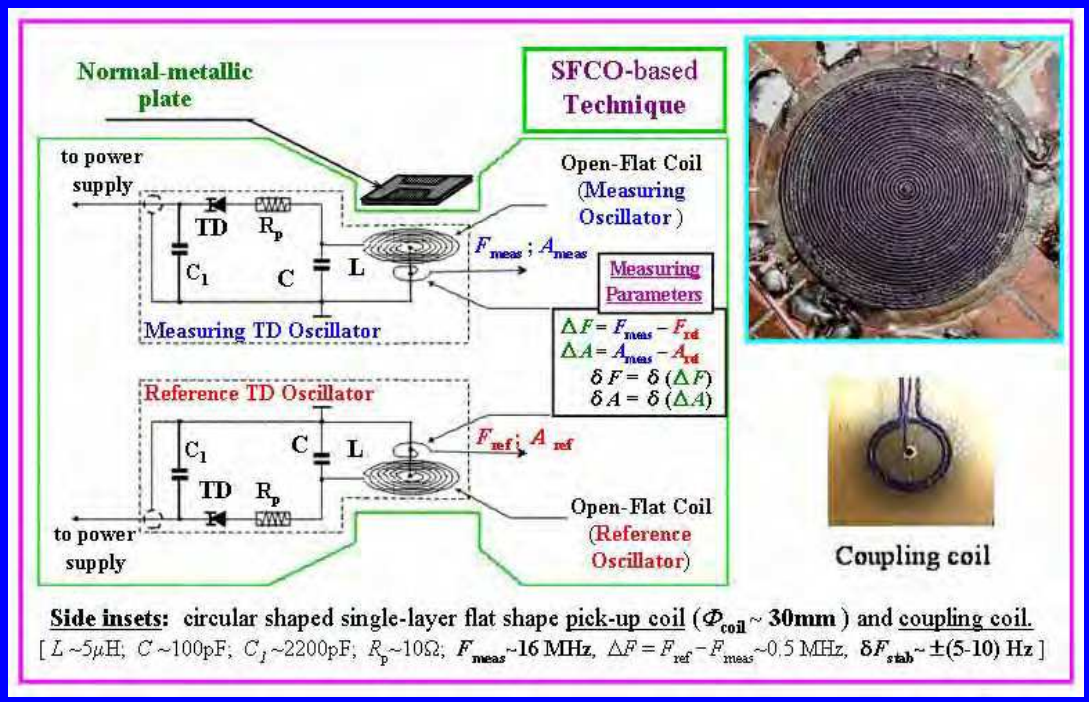 Normal-metallic
plate
SFCO-based
Technique
to power
supply
TD
R_p
C_1
C
L
Measuring TD Oscillator
Open-Flat Coil
(Measuring
Oscillator )
F_meas ; A_meas
Measuring
Parameters
ΔF = F_meas – F_rd
ΔA = A_meas – A_rd
δF = δ (ΔF)
δA = δ (ΔA)
Reference TD Oscillator
C_1
C
L
TD
R_p
F_ref ; A_ref
to power
supply
Open-Flat Coil
(Reference
Oscillator)
Coupling coil
Side insets: circular shaped single-layer flat shape pick-up coil (Φ_coil ~ 30mm ) and coupling coil.
[ L ~5μH; C ~100pF; C_1 ~2200pF; R_p ~10Ω; F_meas~16 MHz, ΔF = F_ref – F_meas ~0.5 MHz, δF_stab ~ ±(5-10) Hz ]